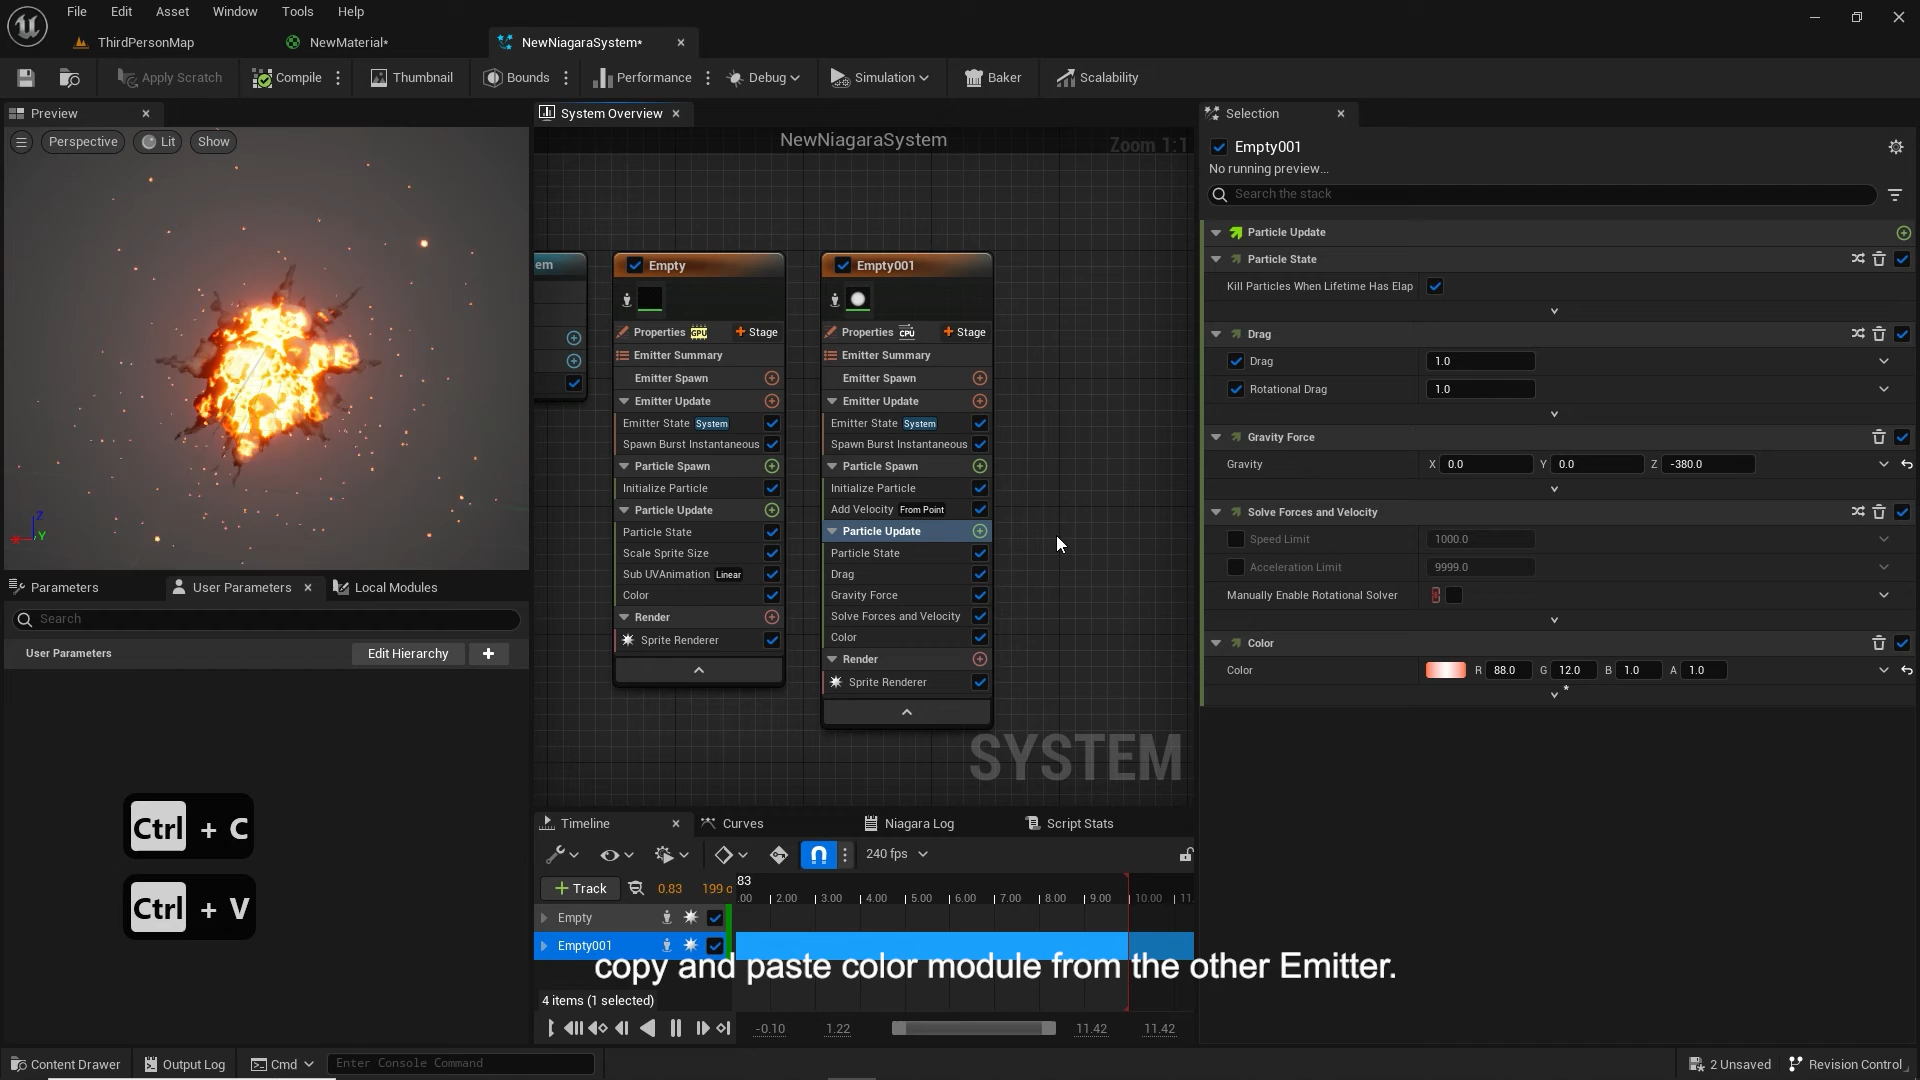 File Edit Asset Window Tools Help
ThirdPersonMap NewMaterial* NewNiagaraSystem*
Apply Scratch Compile Thumbnail Bounds Performance Debug Simulation Baker Scalability
Preview System Overview Selection
Perspective Lit Show
NewNiagaraSystem Zoom 1:1
Empty001
No running preview...
Search the stack
Particle Update
Particle State
Kill Particles When Lifetime Has Elap
Drag
Drag 1.0
Rotational Drag 1.0
Gravity Force
Gravity X 0.0 Y 0.0 Z -380.0
Solve Forces and Velocity
Speed Limit 1000.0
Acceleration Limit 9999.0
Manually Enable Rotational Solver
Color
Color R 88.0 G 12.0 B 1.0 A 1.0
*
em
Empty
Properties GPU + Stage
Emitter Summary
Emitter Spawn
Emitter Update
Emitter State System
Spawn Burst Instantaneous
Particle Spawn
Initialize Particle
Particle Update
Particle State
Scale Sprite Size
Sub UVAnimation Linear
Color
Render
Sprite Renderer
Empty001
Properties CPU + Stage
Emitter Summary
Emitter Spawn
Emitter Update
Emitter State System
Spawn Burst Instantaneous
Particle Spawn
Initialize Particle
Add Velocity From Point
Particle Update
Particle State
Drag
Gravity Force
Solve Forces and Velocity
Color
Render
Sprite Renderer
SYSTEM
Z
X Y
Parameters User Parameters Local Modules
Search
User Parameters Edit Hierarchy +
Ctrl + C
Ctrl + V
Timeline Curves Niagara Log Script Stats
240 fps
+ Track 0.83 199 o
83
.00 2.00 3.00 4.00 5.00 6.00 7.00 8.00 9.00 10.00 11.
Empty
Empty001
copy and paste color module from the other Emitter.
4 items (1 selected)
-0.10 1.22 11.42 11.42
Content Drawer Output Log Cmd Enter Console Command 2 Unsaved Revision Control